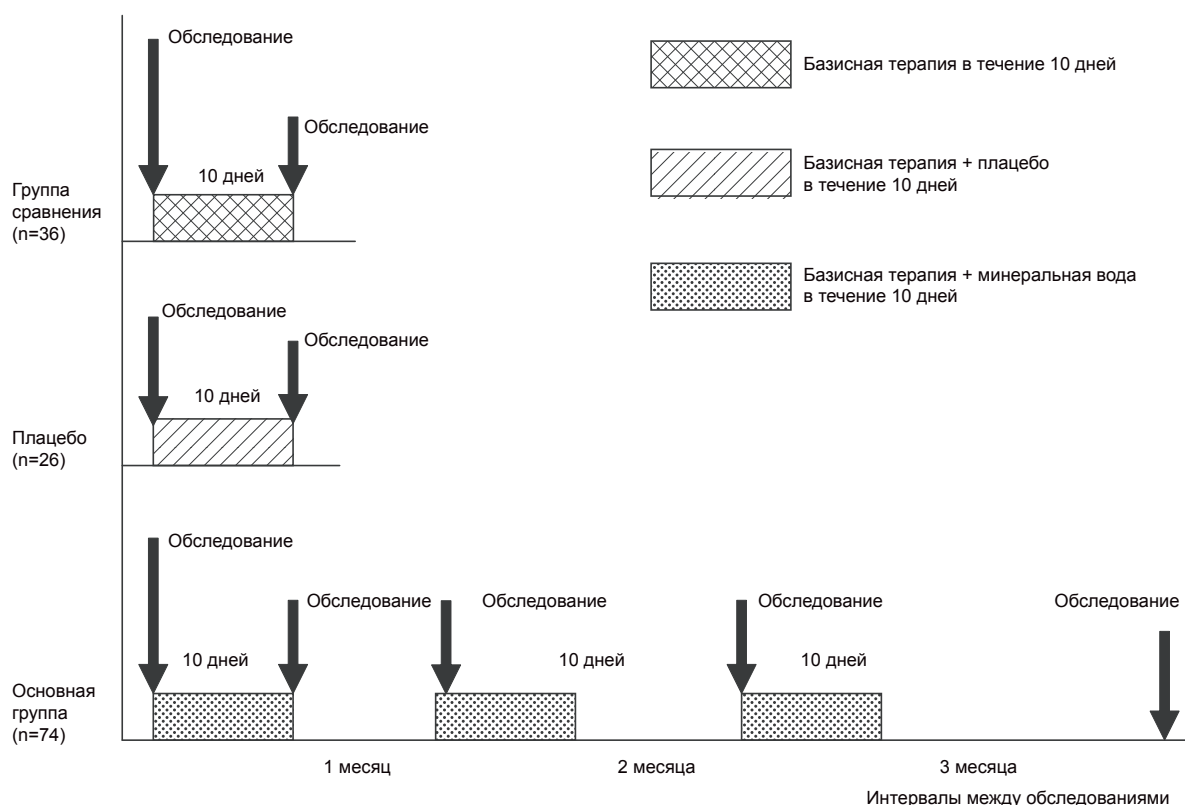 Обследование
Обследование
10 дней
Группа
сравнения
(n=36)
Базисная терапия в течение 10 дней
Базисная терапия + плацебо
в течение 10 дней
Базисная терапия + минеральная вода
в течение 10 дней
Обследование
Обследование
10 дней
Плацебо
(n=26)
Обследование
Обследование
Обследование
Обследование
Обследование
10 дней
10 дней
10 дней
Основная
группа
(n=74)
1 месяц
2 месяца
3 месяца
Интервалы между обследованиями